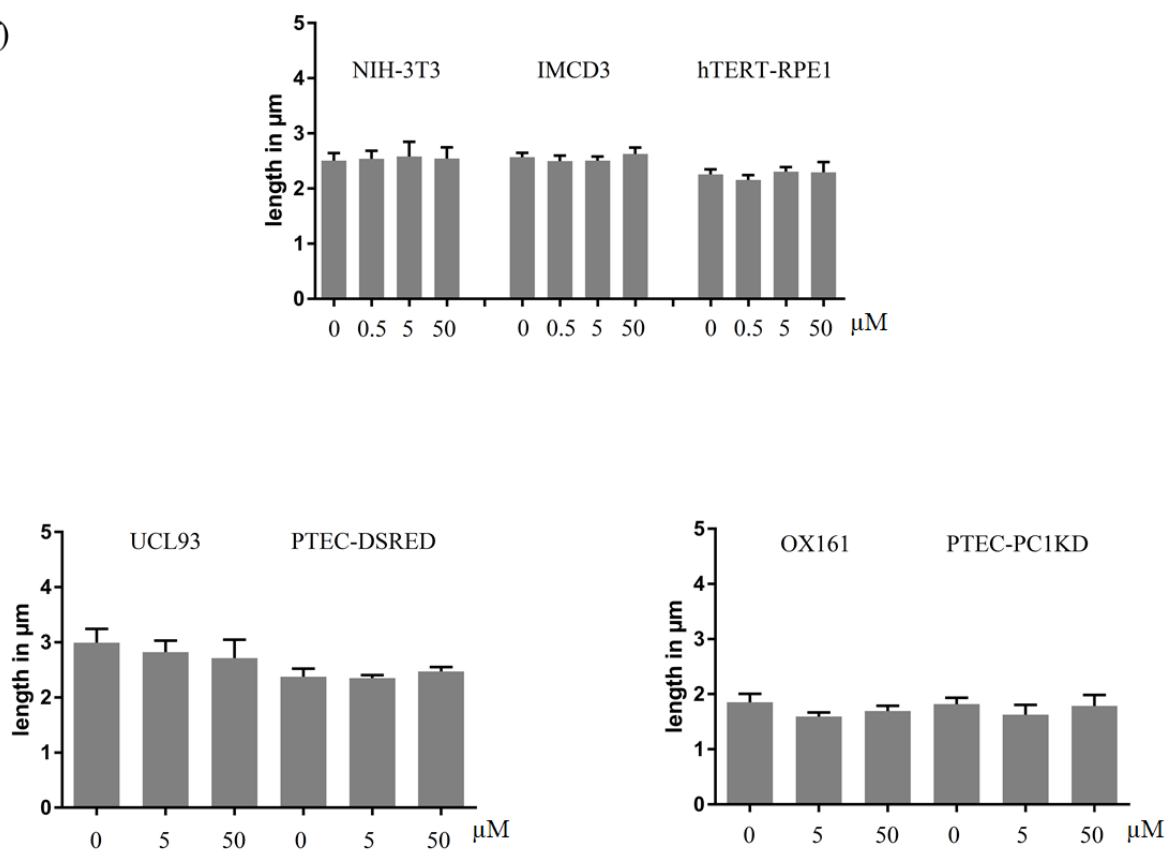 )
5
NIH-3T3 IMCD3 hTERT-RPE1
4
3
2
1
0
length in µm
0 0.5 5 50 0 0.5 5 50 0 0.5 5 50 µM
5
UCL93 PTEC-DSRED
4
3
2
1
0
length in µm
0 5 50 0 5 50 µM
5
OX161 PTEC-PC1KD
4
3
2
1
0
length in µm
0 5 50 0 5 50 µM